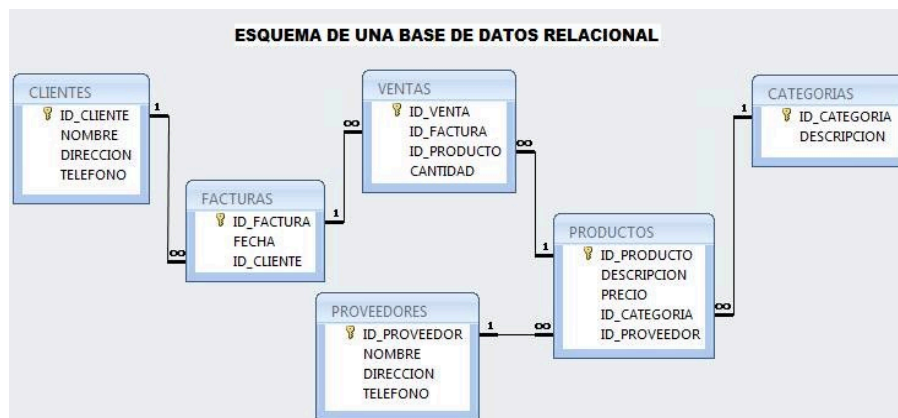 ESQUEMA DE UNA BASE DE DATOS RELACIONAL
CLIENTES
ID_CLIENTE
NOMBRE
DIRECCION
TELEFONO
1
∞
FACTURAS
ID_FACTURA
FECHA
ID_CLIENTE
1
∞
VENTAS
ID_VENTA
ID_FACTURA
ID_PRODUCTO
CANTIDAD
∞
1
PROVEEDORES
ID_PROVEEDOR
NOMBRE
DIRECCION
TELEFONO
1
∞
PRODUCTOS
ID_PRODUCTO
DESCRIPCION
PRECIO
ID_CATEGORIA
ID_PROVEEDOR
∞
1
CATEGORIAS
ID_CATEGORIA
DESCRIPCION